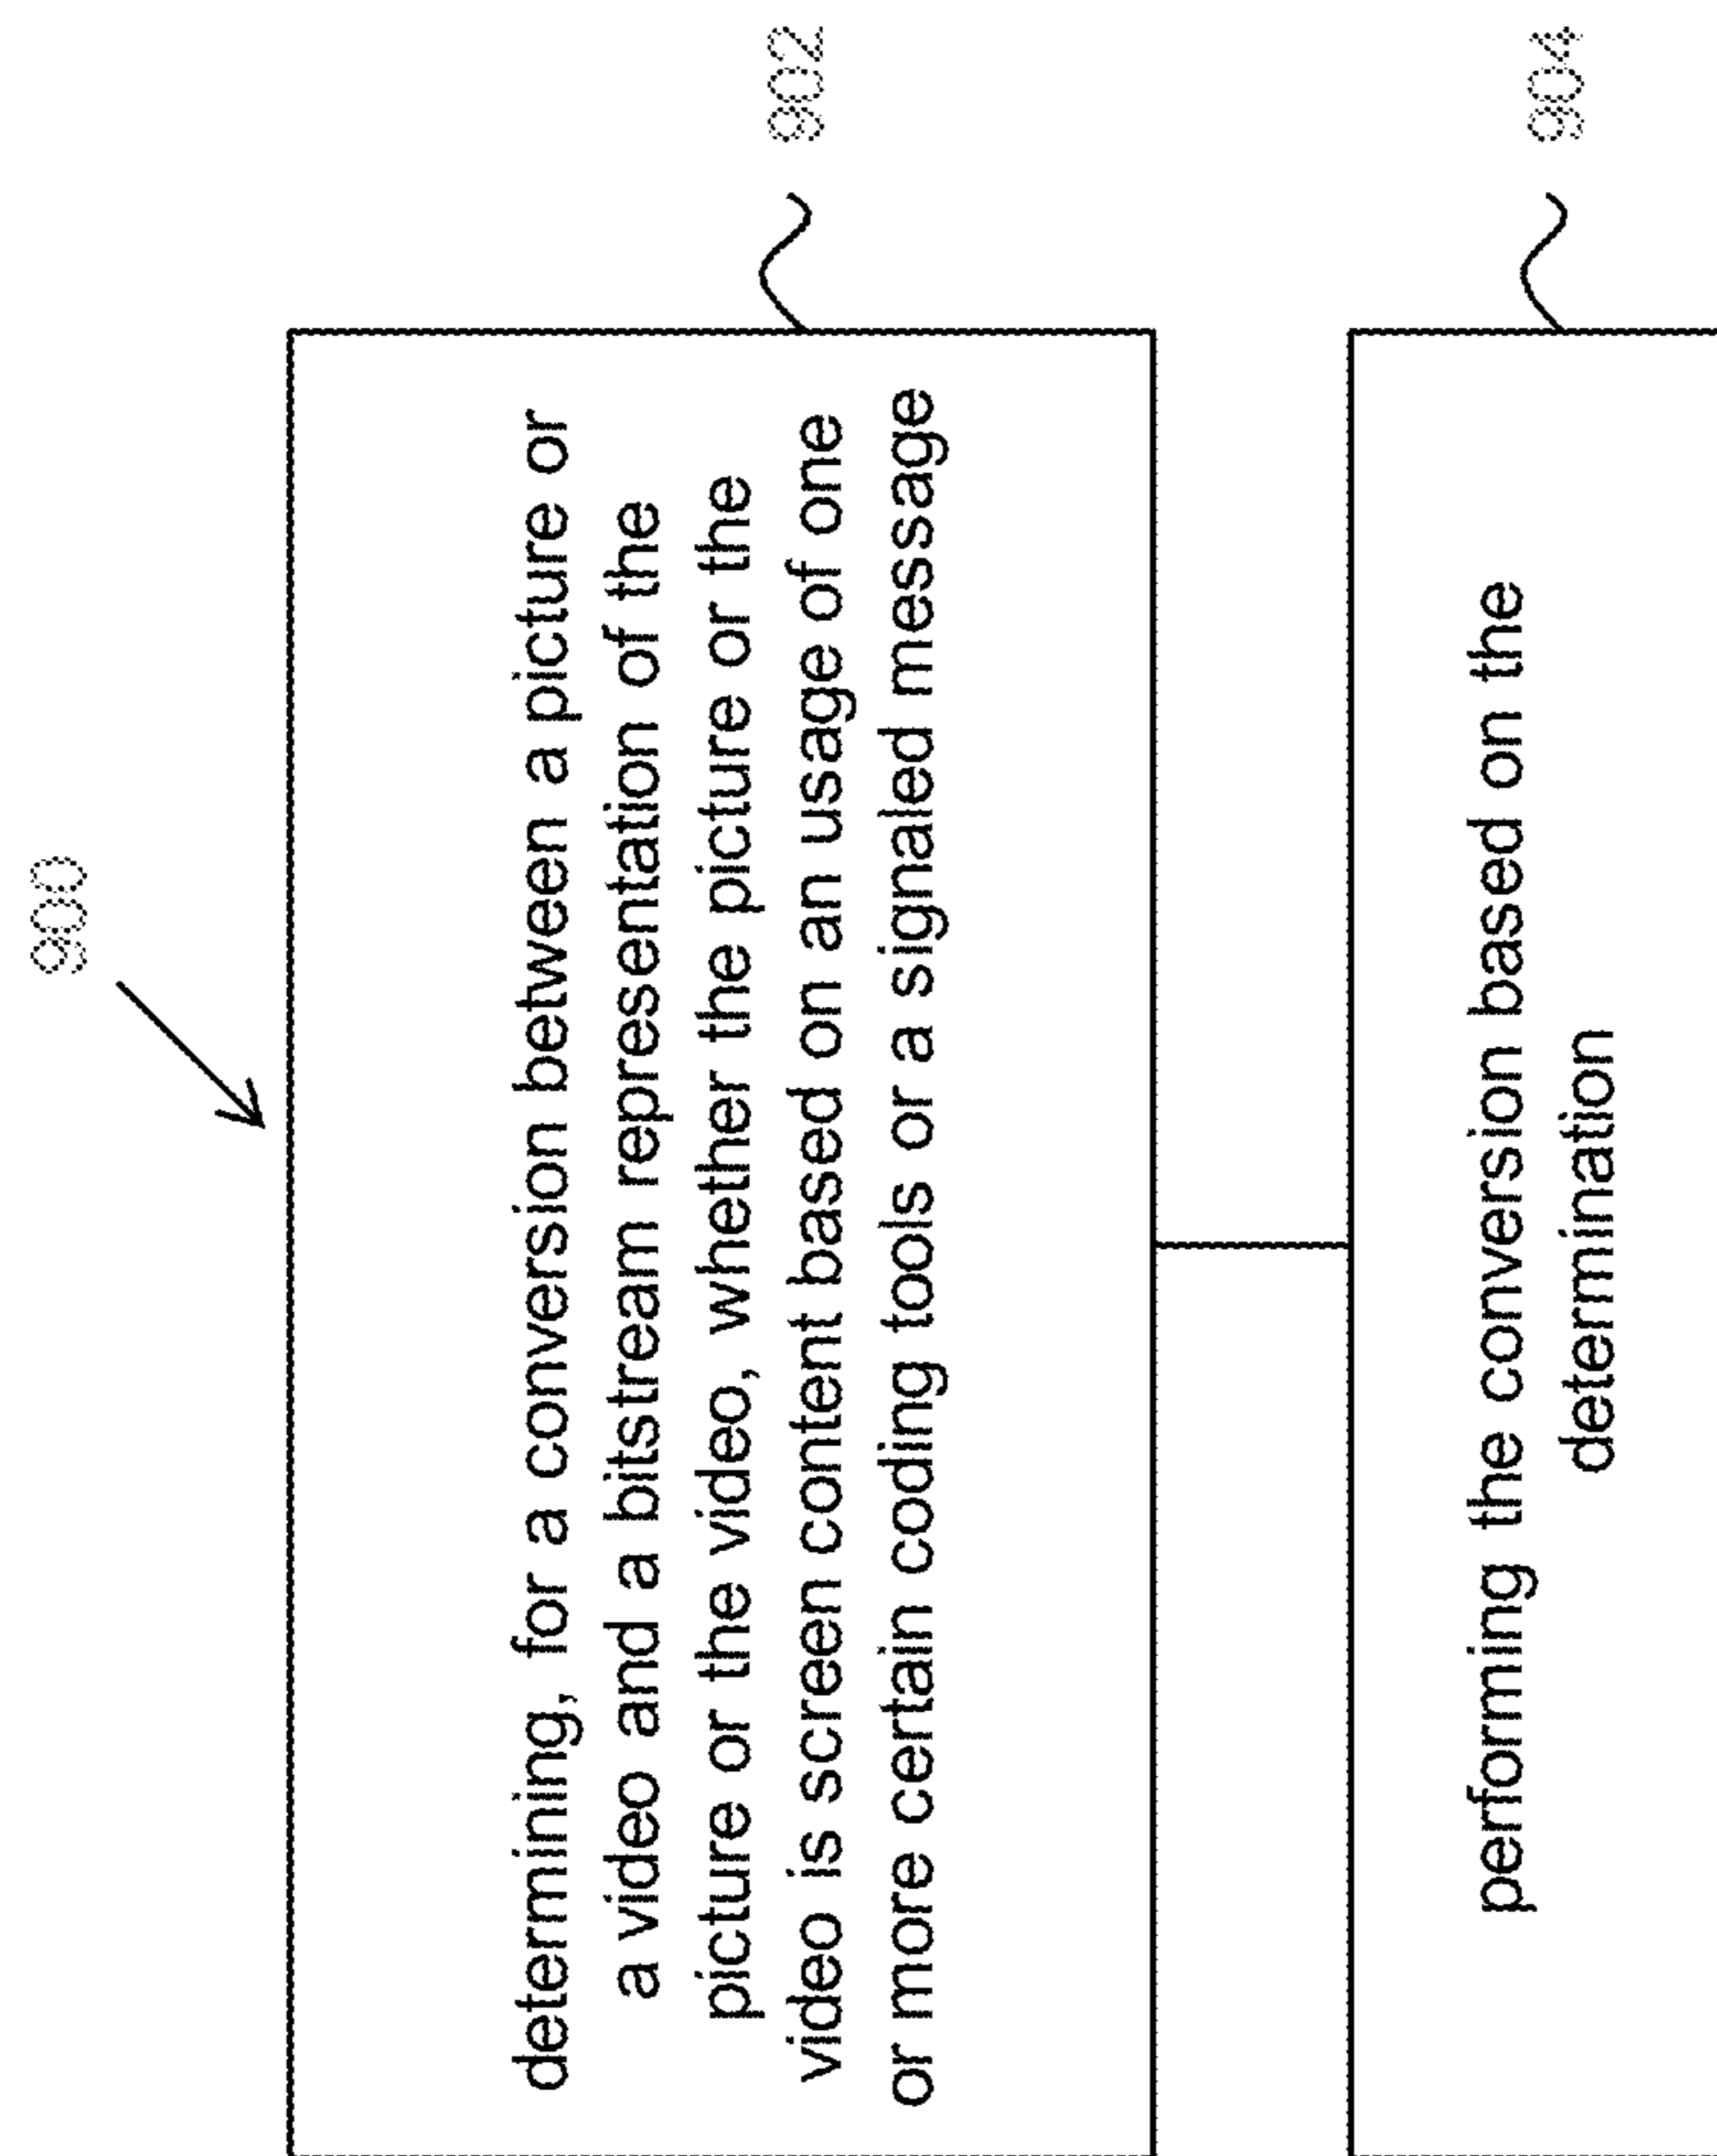 900
determining, for a conversion between a picture or
a video and a bitstream representation of the
picture or the video, whether the picture or the
video is screen content based on an usage of one
or more certain coding tools or a signaled message
902
performing the conversion based on the
determination
904